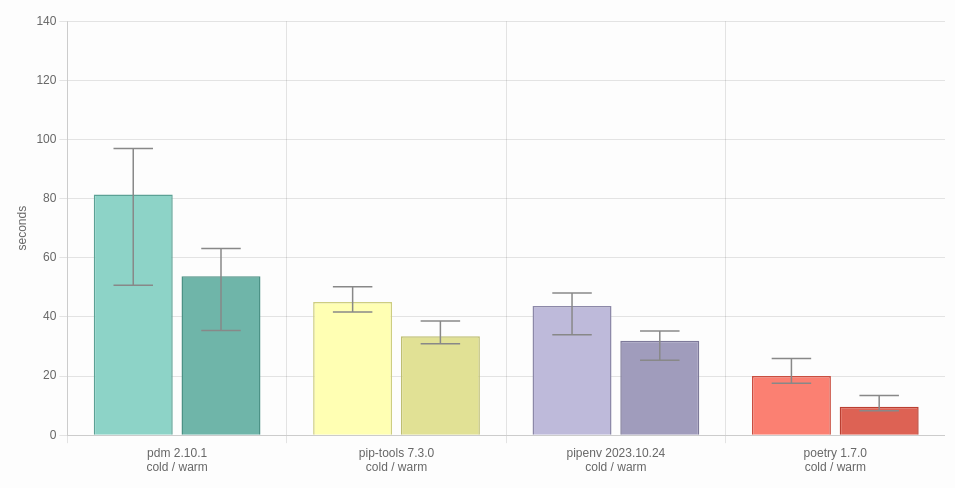 140
120
100
80
60
40
20
0
seconds
pdm 2.10.1
cold / warm
pip-tools 7.3.0
cold / warm
pipenv 2023.10.24
cold / warm
poetry 1.7.0
cold / warm